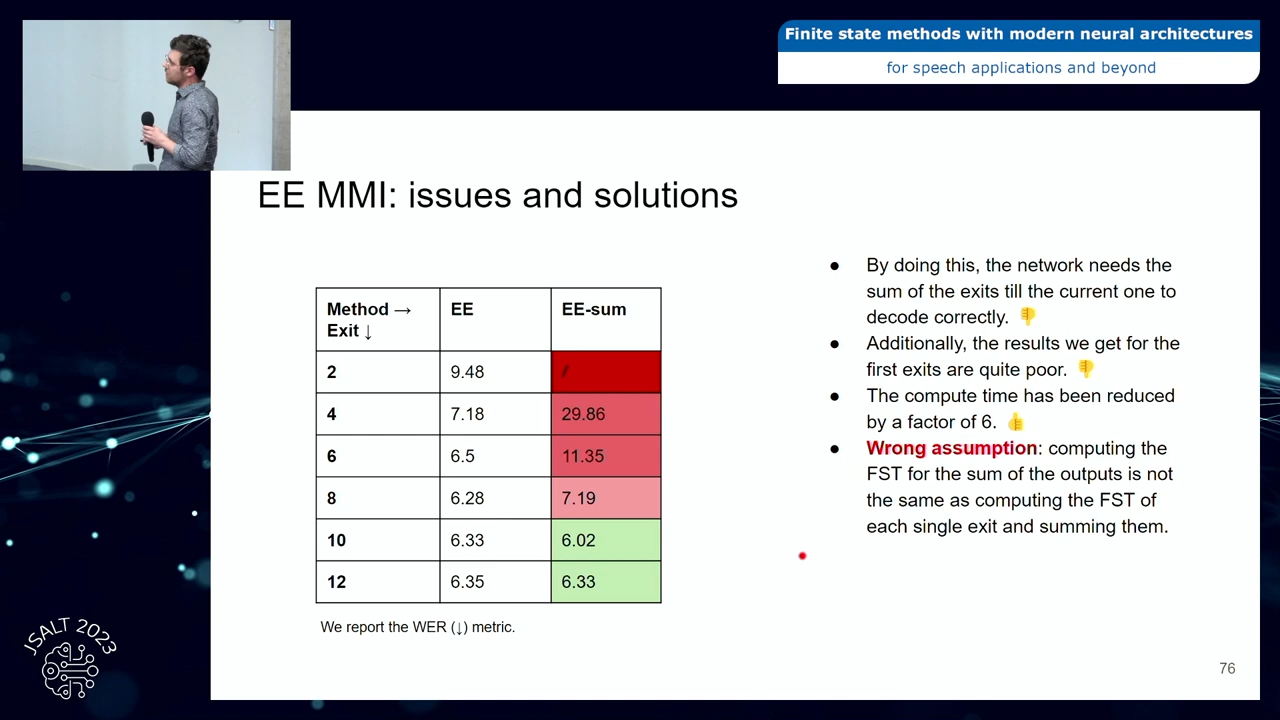 Finite state methods with modern neural architectures
for speech applications and beyond
EE MMI: issues and solutions
Method →
Exit ↓
EE
EE-sum
2
9.48
/
4
7.18
29.86
6
6.5
11.35
8
6.28
7.19
10
6.33
6.02
12
6.35
6.33
We report the WER (↓) metric.
● By doing this, the network needs the
sum of the exits till the current one to
decode correctly. 👎
● Additionally, the results we get for the
first exits are quite poor. 👎
● The compute time has been reduced
by a factor of 6. 👍
● Wrong assumption: computing the
FST for the sum of the outputs is not
the same as computing the FST of
each single exit and summing them.
JSALT 2023
76